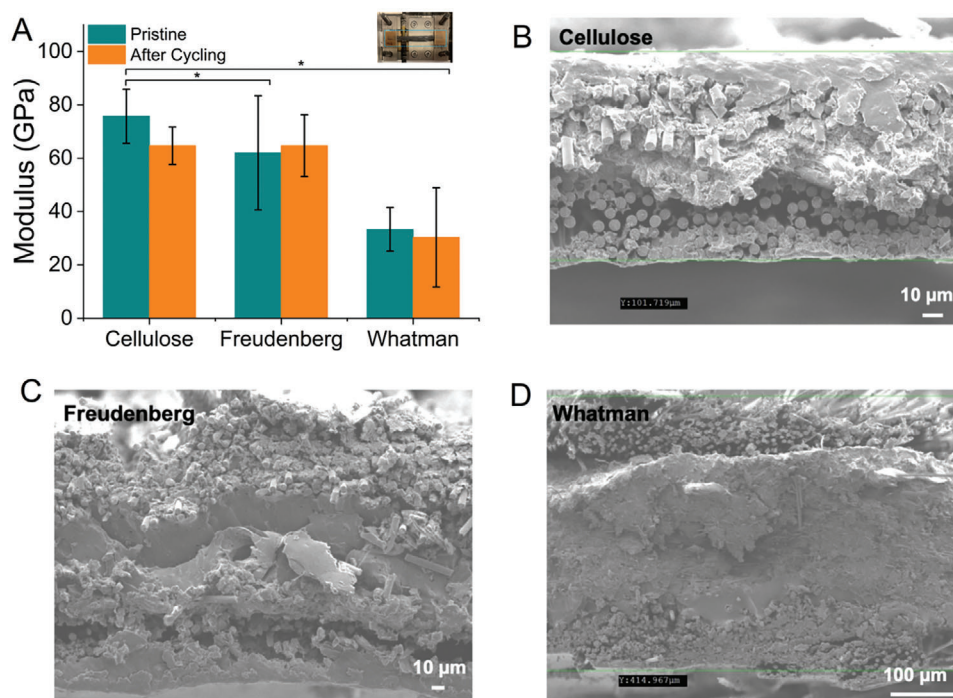 A
Pristine
After Cycling
*
*
Modulus (GPa)
100
80
60
40
20
0
Cellulose
Freudenberg
Whatman
B
Cellulose
Y:101.719µm
10 µm
C
Freudenberg
10 µm
D
Whatman
Y:414.967µm
100 µm